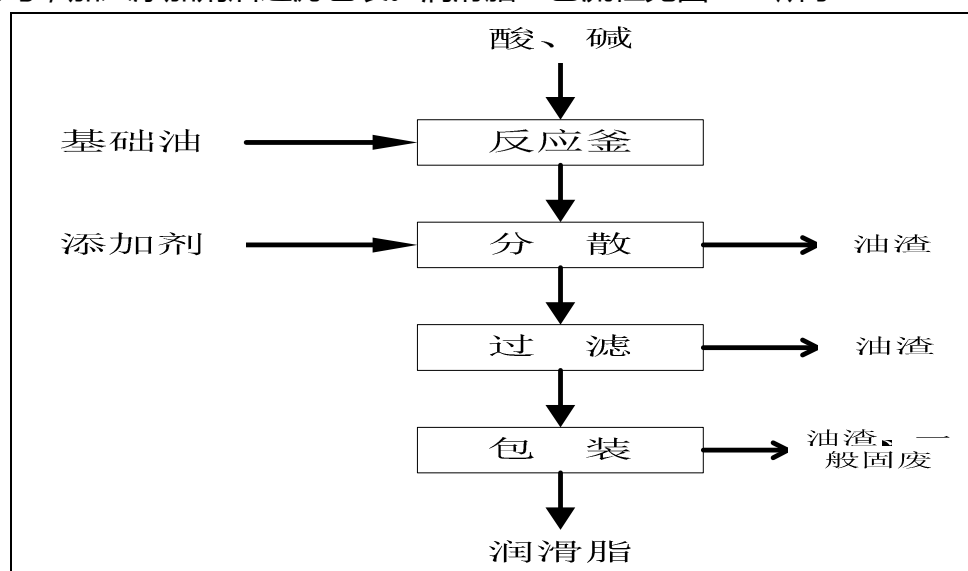 酸、碱
基础油
反应釜
添加剂
分 散
油渣
过 滤
油渣
包 装
油渣、一
般固废
润滑脂